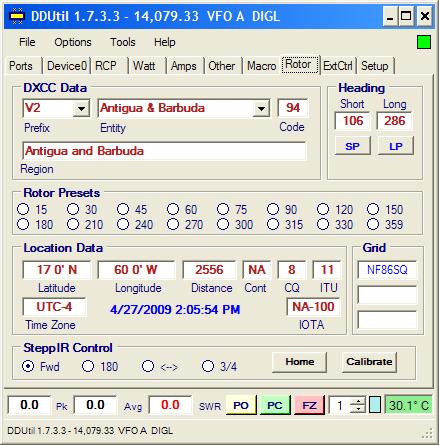 DDUtil 1.7.3.3 - 14,079.33 VFO A DIGL
File Options Tools Help
Ports Device0 RCP Watt Amps Other Macro Rotor ExtCtrl Setup
DXCC Data
V2 Antigua & Barbuda 94
Prefix Entity Code
Antigua and Barbuda
Region
Heading
Short Long
106 286
SP LP
Rotor Presets
15 30 45 60 75 90 120 150
180 210 240 270 300 315 330 359
Location Data
17 0' N 60 0' W 2556 NA 8 11
Latitude Longitude Distance Cont CQ ITU
UTC-4 4/27/2009 2:05:54 PM NA-100
Time Zone IOTA
Grid
NF86SQ
SteppIR Control
Fwd 180 <--> 3/4 Home Calibrate
0.0 Pk 0.0 Avg 0.0 SWR PO PC FZ 1 30.1° C
DDUtil 1.7.3.3 - 14,079.33 VFO A DIGL